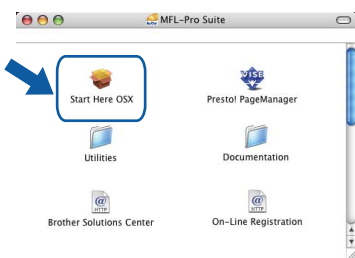 MFL-Pro Suite
Start Here OSX
Presto! PageManager
Utilities
Documentation
Brother Solutions Center
On-Line Registration